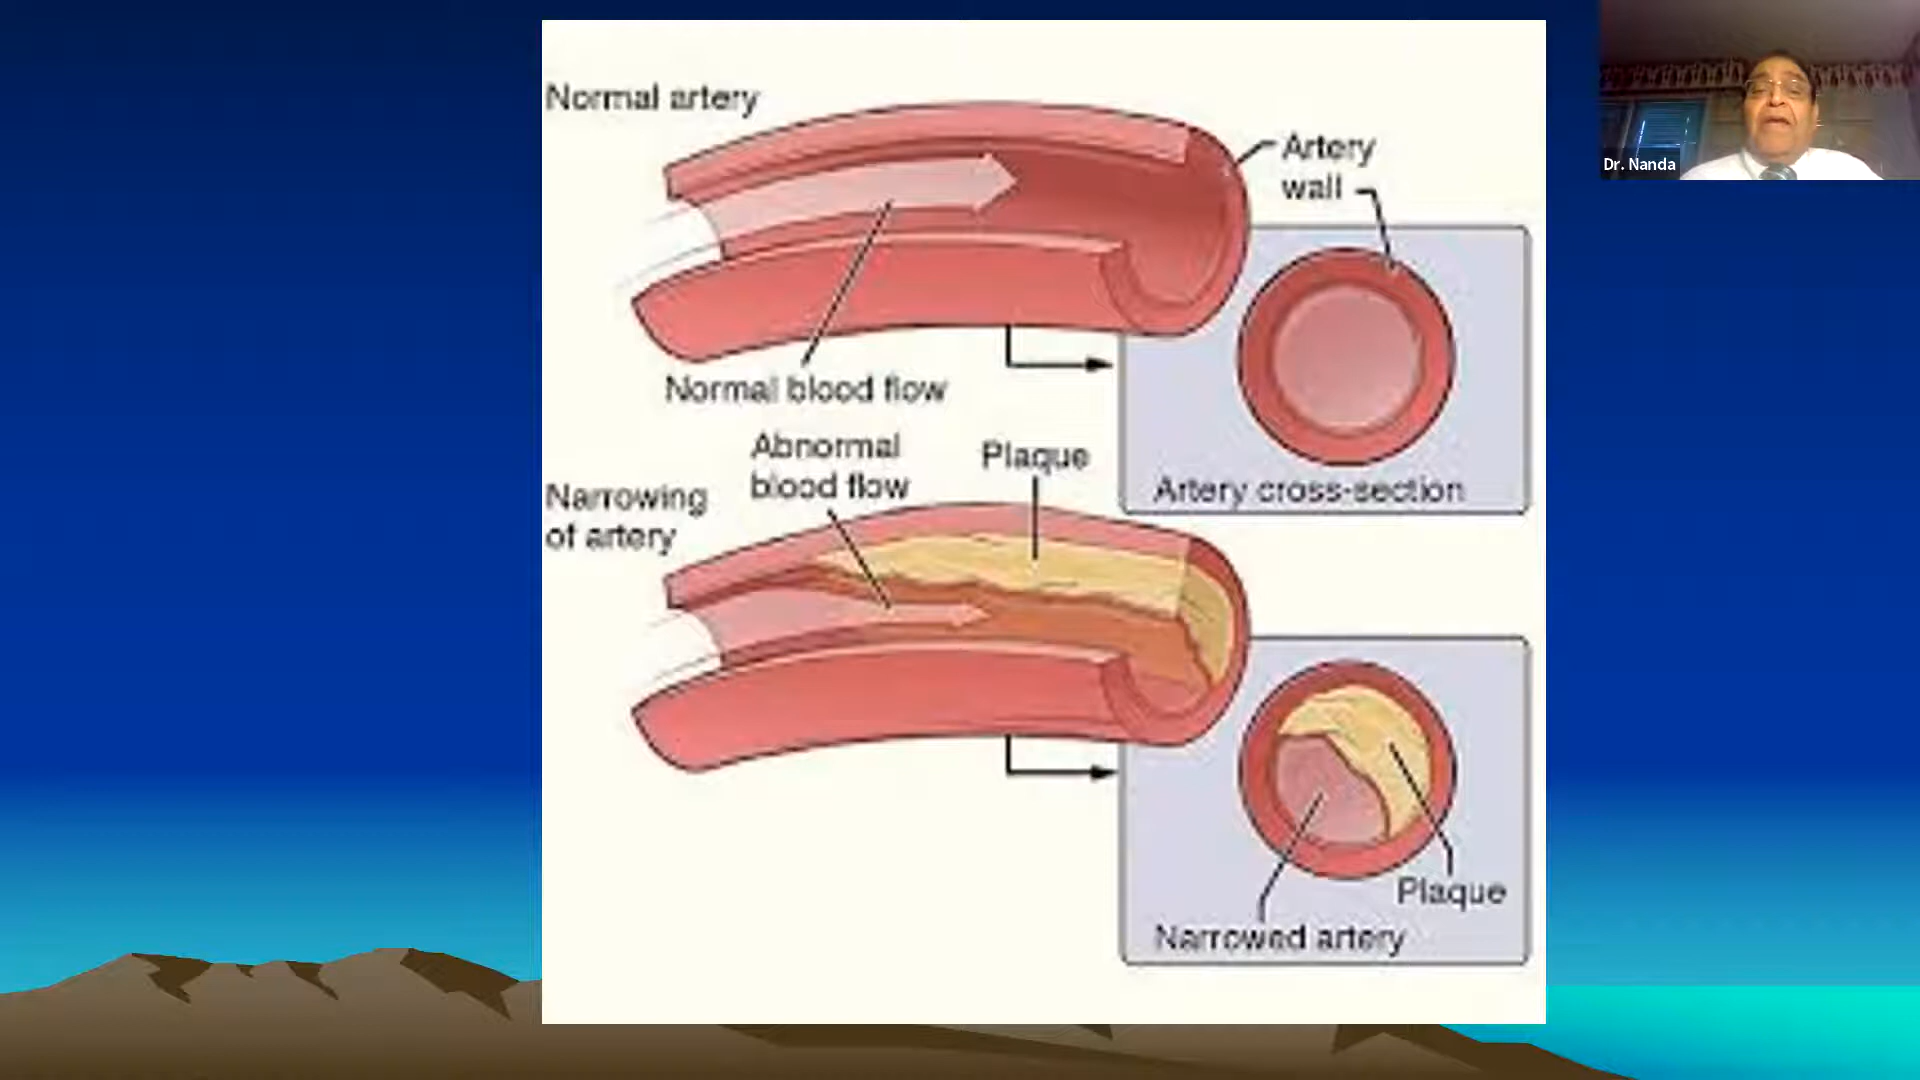 Normal artery
Artery
wall
Normal blood flow
Artery cross-section
Abnormal
blood flow
Plaque
Narrowing
of artery
Plaque
Narrowed artery
Dr. Nanda